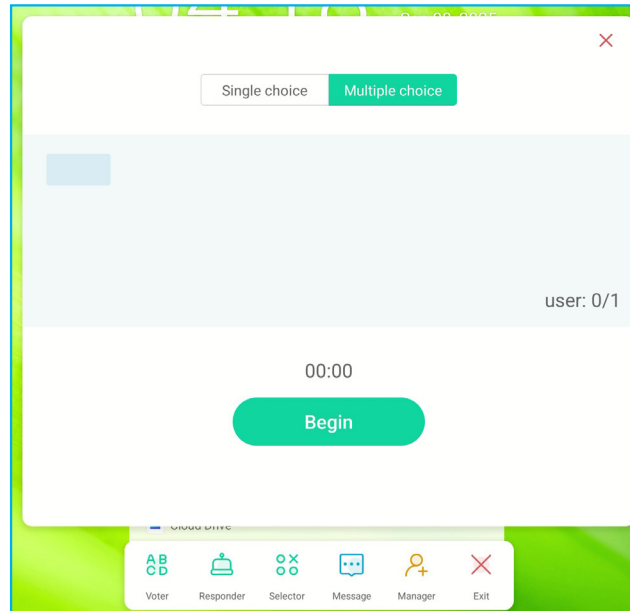 Single choice Multiple choice
user: 0/1
00:00
Begin
Cloud Drive
AB
CD
Voter Responder Selector Message Manager Exit